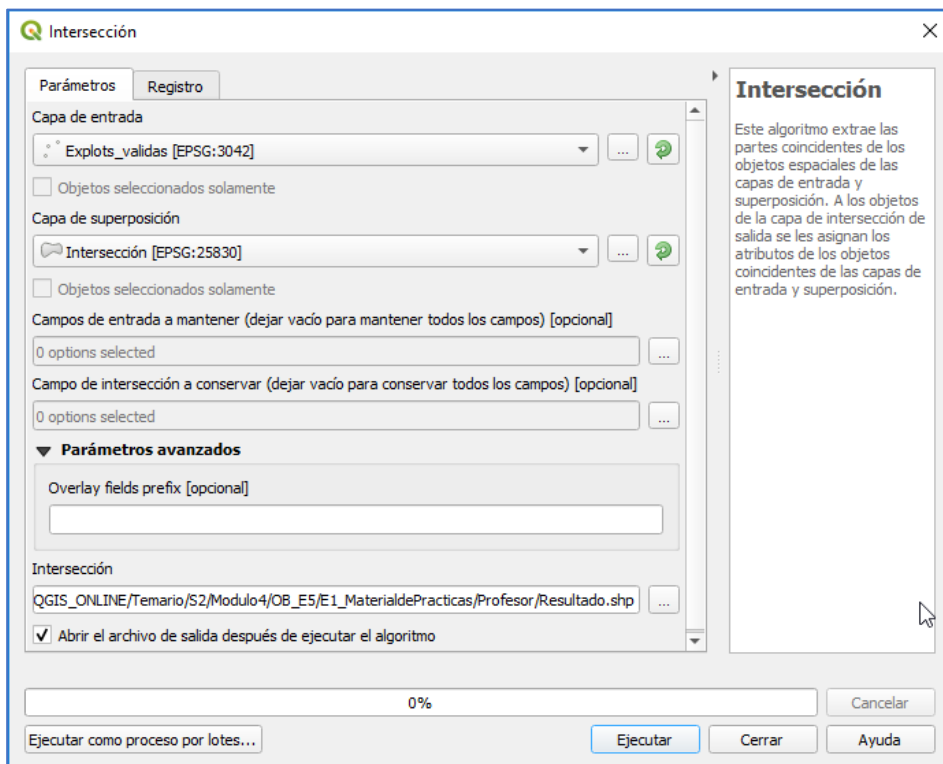 Intersección
Parámetros
Registro
Capa de entrada
Explots_validas [EPSG:3042]
...
Objetos seleccionados solamente
Capa de superposición
Intersección [EPSG:25830]
...
Objetos seleccionados solamente
Campos de entrada a mantener (dejar vacío para mantener todos los campos) [opcional]
0 options selected
...
Campo de intersección a conservar (dejar vacío para conservar todos los campos) [opcional]
0 options selected
...
Parámetros avanzados
Overlay fields prefix [opcional]
Intersección
QGIS_ONLINE/Temario/S2/Modulo4/OB_E5/E1_MaterialdePracticas/Profesor/Resultado.shp
...
Abrir el archivo de salida después de ejecutar el algoritmo
Intersección
Este algoritmo extrae las
partes coincidentes de los
objetos espaciales de las
capas de entrada y
superposición. A los objetos
de la capa de intersección de
salida se les asignan los
atributos de los objetos
coincidentes de las capas de
entrada y superposición.
0%
Cancelar
Ejecutar como proceso por lotes...
Ejecutar
Cerrar
Ayuda